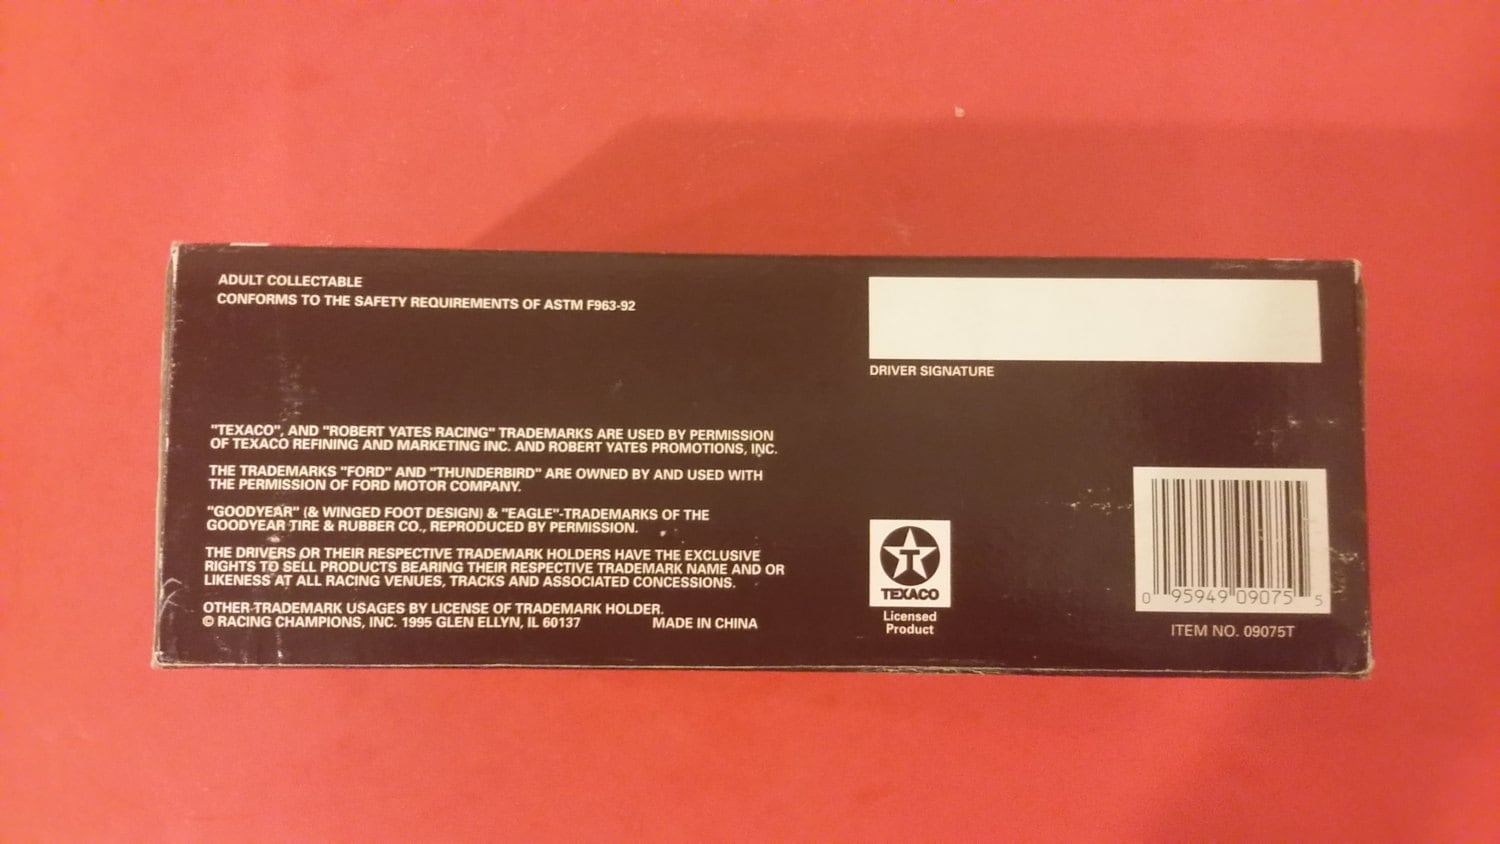 ADULT COLLECTABLE
CONFORMS TO THE SAFETY REQUIREMENTS OF ASTM F963-92
DRIVER SIGNATURE
"TEXACO", AND "ROBERT YATES RACING" TRADEMARKS ARE USED BY PERMISSION
OF TEXACO REFINING AND MARKETING INC. AND ROBERT YATES PROMOTIONS, INC.
THE TRADEMARKS "FORD" AND "THUNDERBIRD" ARE OWNED BY AND USED WITH
THE PERMISSION OF FORD MOTOR COMPANY.
"GOODYEAR" (& WINGED FOOT DESIGN) & "EAGLE"-TRADEMARKS OF THE
GOODYEAR TIRE & RUBBER CO., REPRODUCED BY PERMISSION.
THE DRIVERS OR THEIR RESPECTIVE TRADEMARK HOLDERS HAVE THE EXCLUSIVE
RIGHTS TO SELL PRODUCTS BEARING THEIR RESPECTIVE TRADEMARK NAME AND OR
LIKENESS AT ALL RACING VENUES, TRACKS AND ASSOCIATED CONCESSIONS.
OTHER TRADEMARK USAGES BY LICENSE OF TRADEMARK HOLDER.
© RACING CHAMPIONS, INC. 1995 GLEN ELLYN, IL 60137 MADE IN CHINA
T
TEXACO
Licensed
Product
0 95949 09075 5
ITEM NO. 09075T